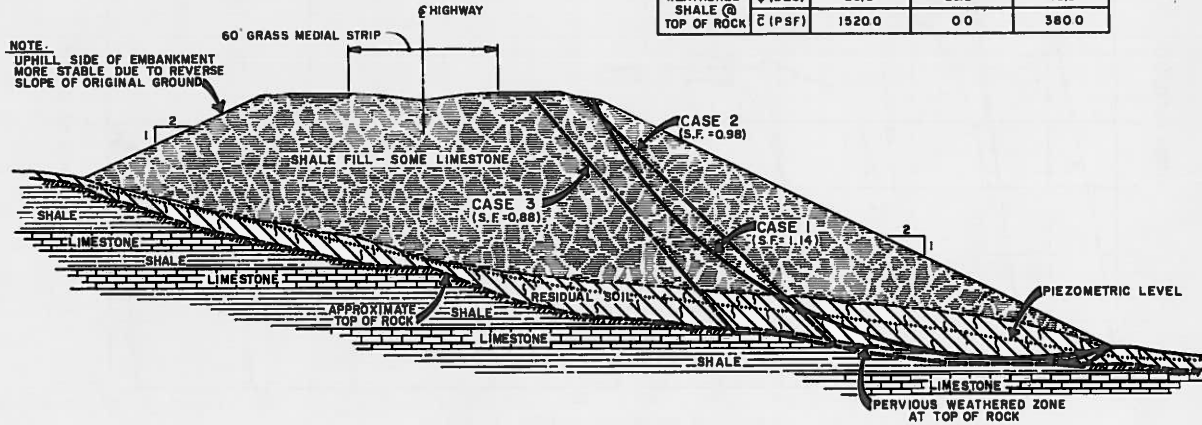 SHALE @
TOP OF ROCK
C̄ (PSF)
1520.0
0.0
380.0
℄ HIGHWAY
60' GRASS MEDIAL STRIP
NOTE.
UPHILL SIDE OF EMBANKMENT
MORE STABLE DUE TO REVERSE
SLOPE OF ORIGINAL GROUND
2
1
CASE 2
(S.F. = 0.98)
SHALE FILL - SOME LIMESTONE
CASE 3
(S.F. = 0.88)
CASE 1
(S.F. = 1.14)
2
1
SHALE
LIMESTONE
SHALE
LIMESTONE
RESIDUAL SOIL
PIEZOMETRIC LEVEL
APPROXIMATE
TOP OF ROCK
SHALE
LIMESTONE
SHALE
LIMESTONE
PERVIOUS WEATHERED ZONE
AT TOP OF ROCK